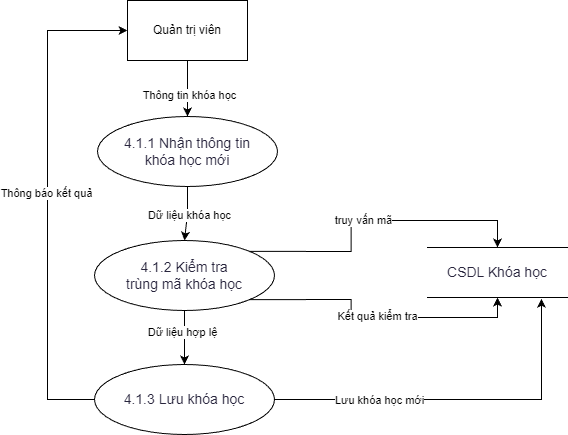 Quản trị viên
Thông tin khóa học
4.1.1 Nhận thông tin
khóa học mới
Thông báo kết quả
Dữ liệu khóa học
truy vấn mã
4.1.2 Kiểm tra
trùng mã khóa học
CSDL Khóa học
Kết quả kiểm tra
Dữ liệu hợp lệ
4.1.3 Lưu khóa học
Lưu khóa học mới